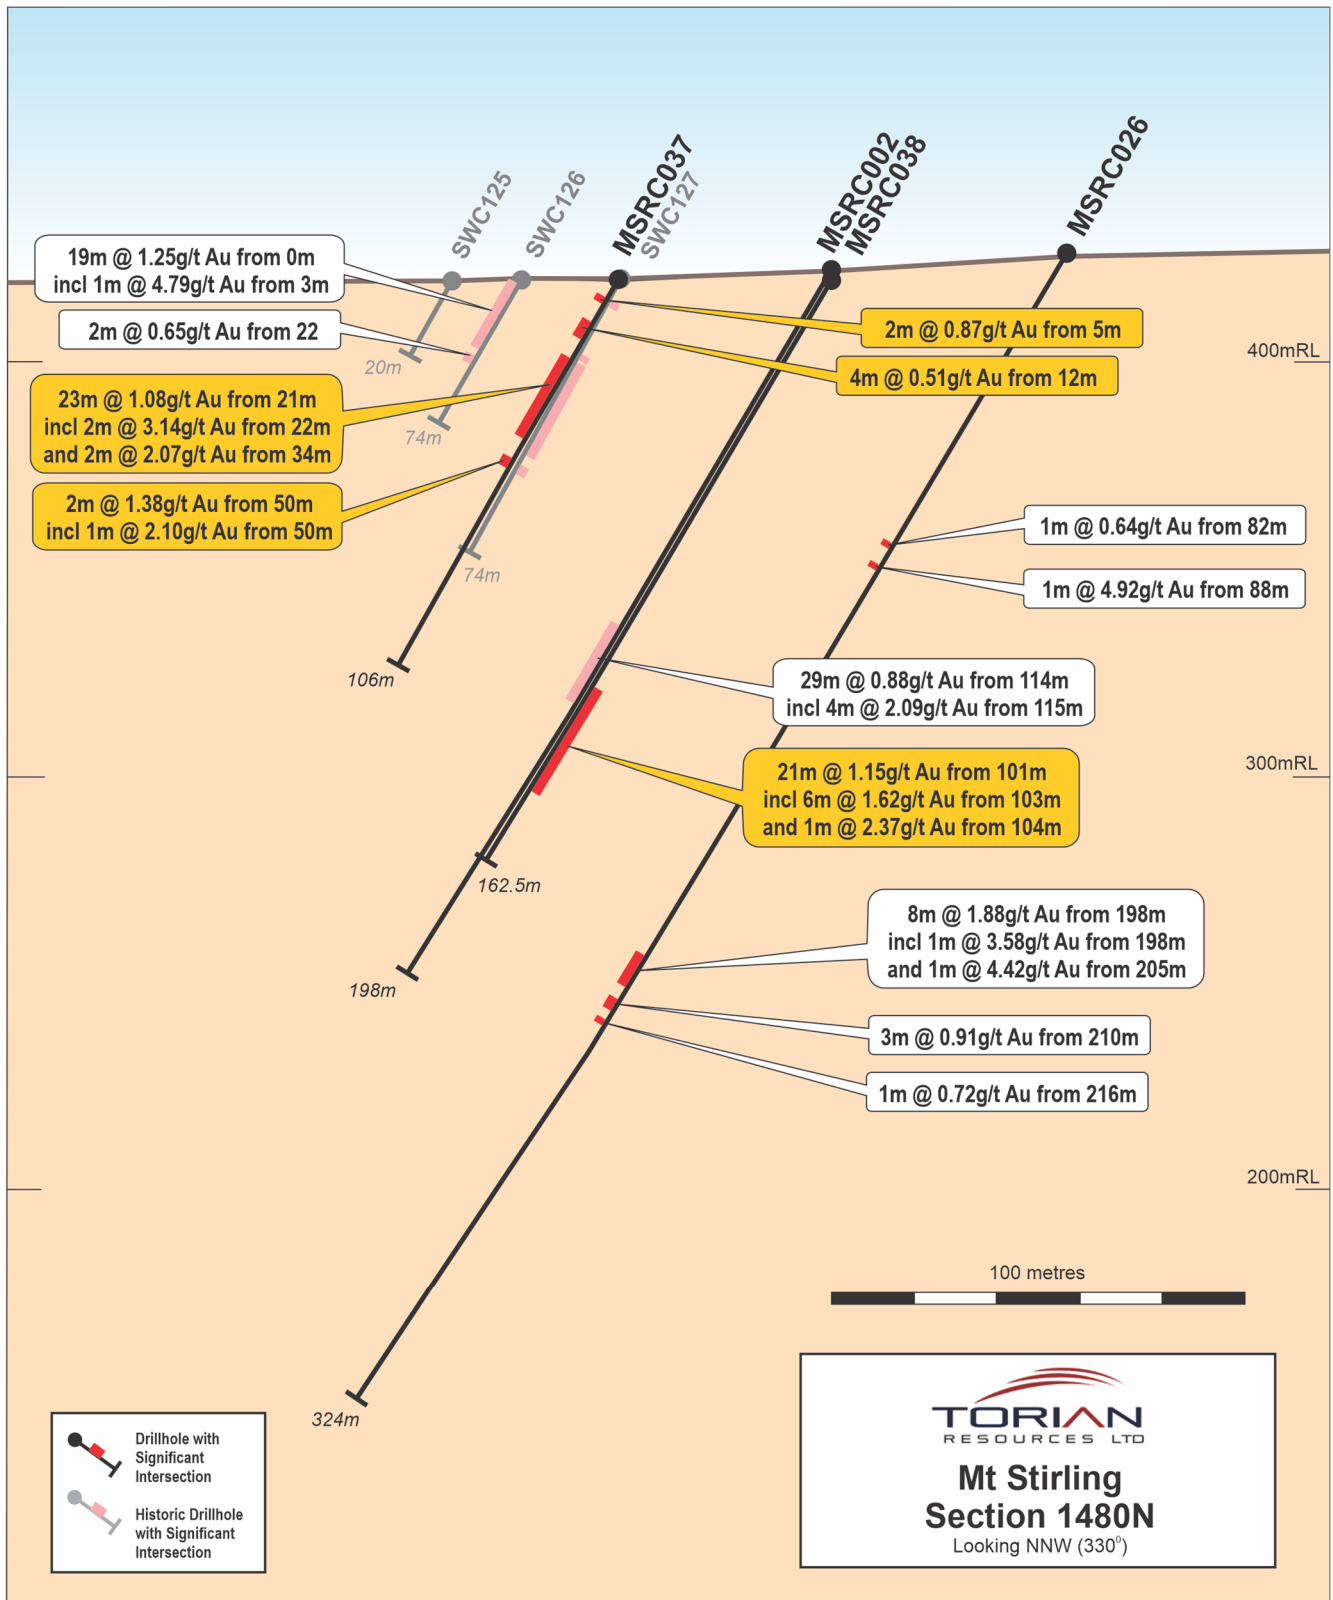 SWC125
SWC126
MSRC037
SWC127
MSRC002
MSRC038
MSRC026
19m @ 1.25g/t Au from 0m
incl 1m @ 4.79g/t Au from 3m
2m @ 0.65g/t Au from 22
23m @ 1.08g/t Au from 21m
incl 2m @ 3.14g/t Au from 22m
and 2m @ 2.07g/t Au from 34m
2m @ 1.38g/t Au from 50m
incl 1m @ 2.10g/t Au from 50m
2m @ 0.87g/t Au from 5m
4m @ 0.51g/t Au from 12m
400mRL
20m
74m
74m
106m
1m @ 0.64g/t Au from 82m
1m @ 4.92g/t Au from 88m
29m @ 0.88g/t Au from 114m
incl 4m @ 2.09g/t Au from 115m
300mRL
21m @ 1.15g/t Au from 101m
incl 6m @ 1.62g/t Au from 103m
and 1m @ 2.37g/t Au from 104m
162.5m
198m
8m @ 1.88g/t Au from 198m
incl 1m @ 3.58g/t Au from 198m
and 1m @ 4.42g/t Au from 205m
3m @ 0.91g/t Au from 210m
1m @ 0.72g/t Au from 216m
200mRL
100 metres
324m
Drillhole with
Significant
Intersection
Historic Drillhole
with Significant
Intersection
TORIAN
RESOURCES LTD
Mt Stirling
Section 1480N
Looking NNW (330⁰)